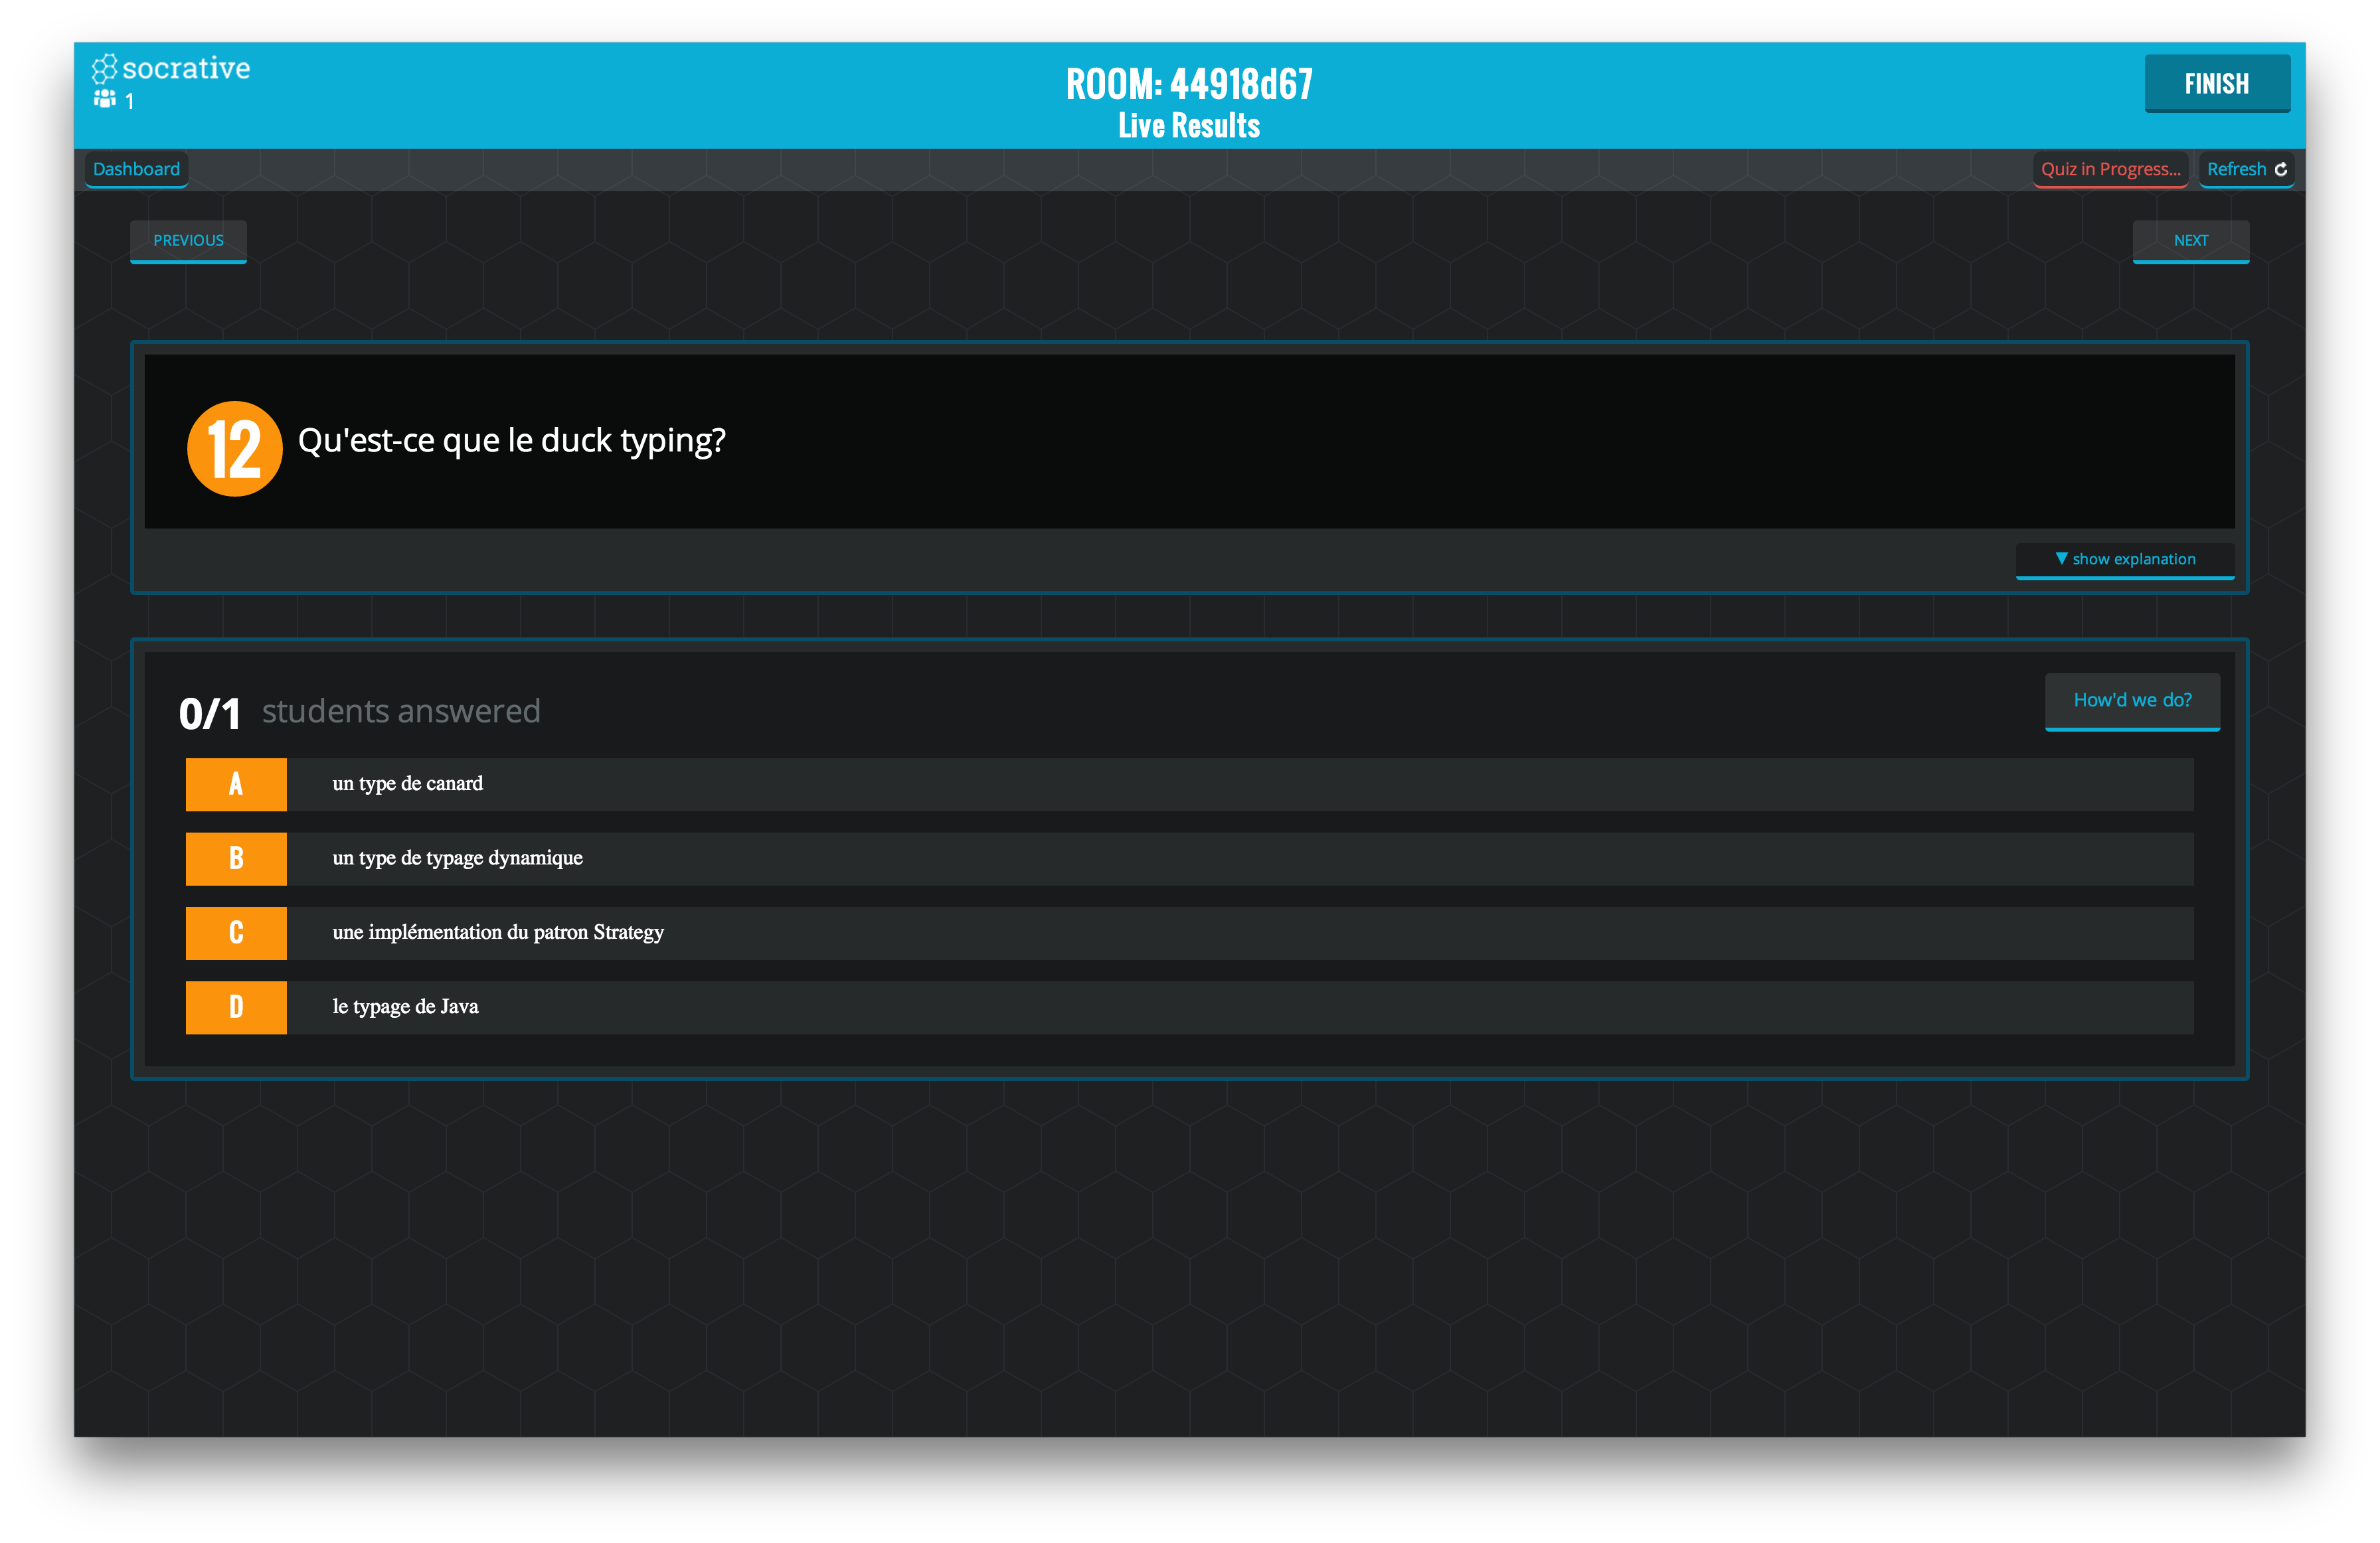 socrative
1
ROOM: 44918d67
Live Results
FINISH
Dashboard
Quiz in Progress...
Refresh
PREVIOUS
NEXT
12
Qu'est-ce que le duck typing?
▼ show explanation
0/1 students answered
How'd we do?
A un type de canard
B un type de typage dynamique
C une implémentation du patron Strategy
D le typage de Java